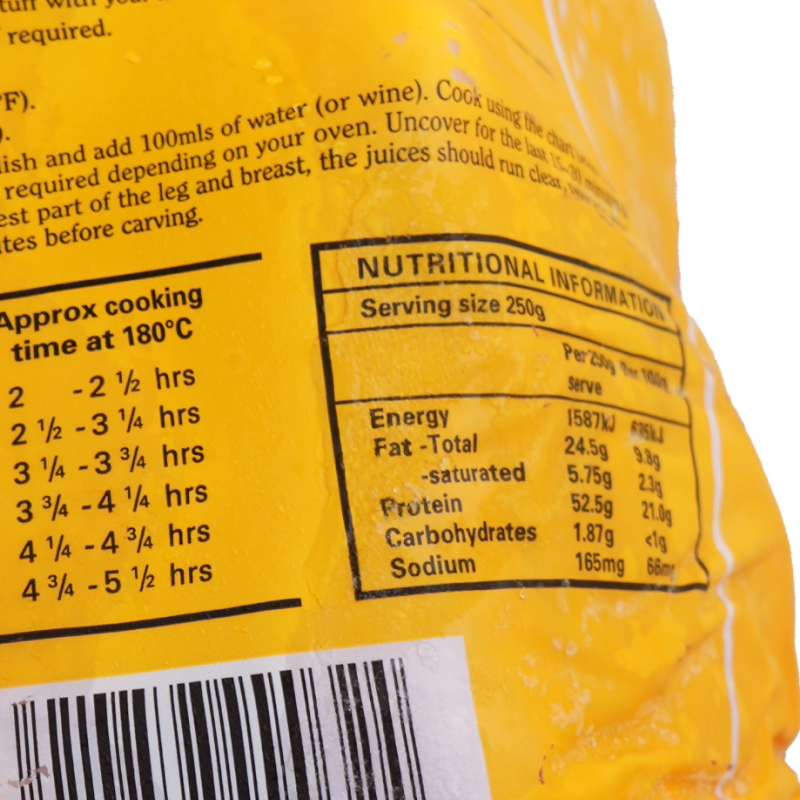 required.
F).
).
ish and add 100mls of water (or wine). Cook using the chart
required depending on your oven. Uncover for the last 15-30
est part of the leg and breast, the juices should run clear,
tes before carving.
Approx cooking
time at 180°C
2 -2 ½ hrs
2 ½ -3 ¼ hrs
3 ¼ -3 ¾ hrs
3 ¾ -4 ¼ hrs
4 ¼ -4 ¾ hrs
4 ¾ -5 ½ hrs
NUTRITIONAL INFORMATION
Serving size 250g
Per 250g Per 100g
serve
Energy 1587kJ 635kJ
Fat -Total 24.5g 9.8g
-saturated 5.75g 2.3g
Protein 52.5g 21.0g
Carbohydrates 1.87g <1g
Sodium 165mg 66mg